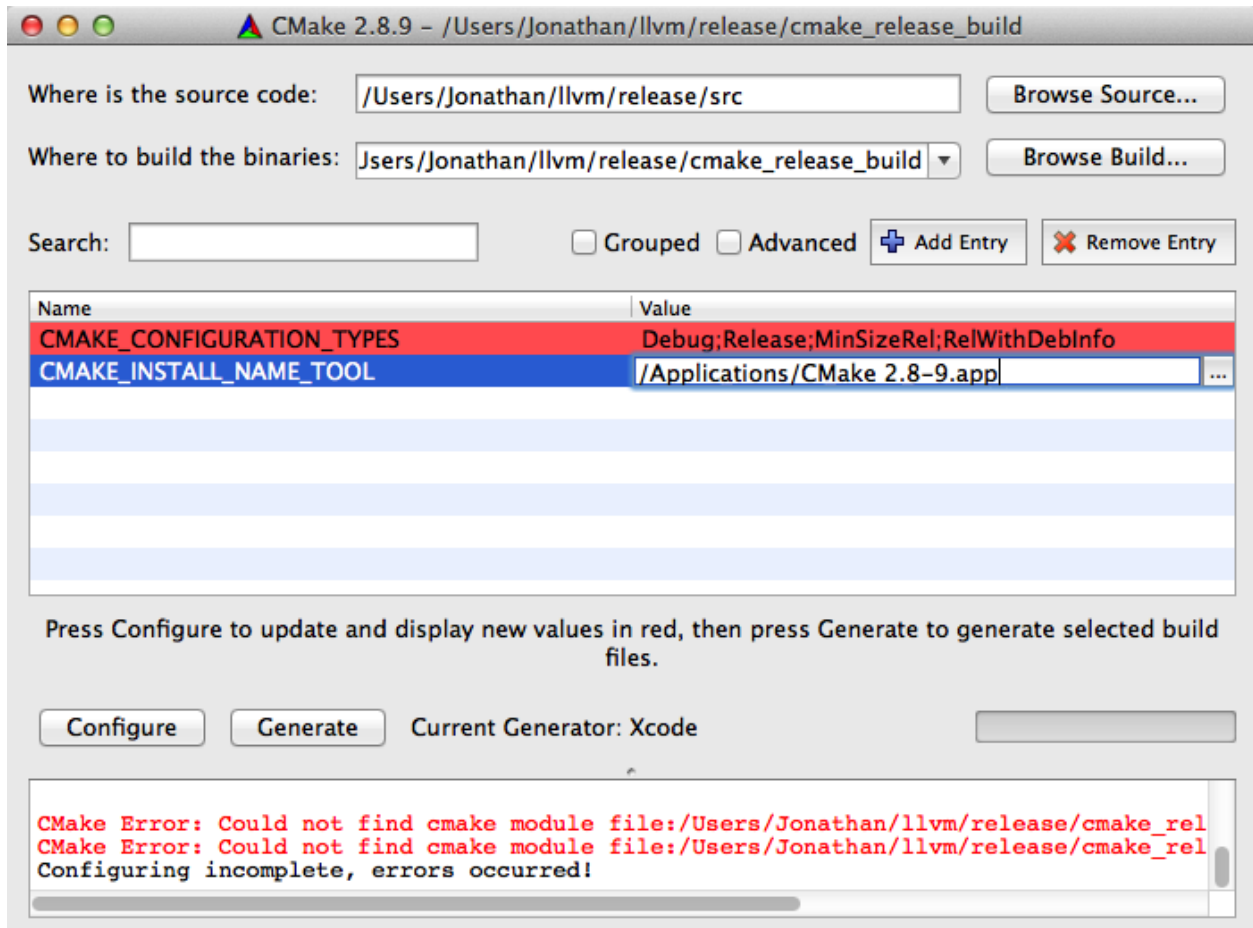 CMake 2.8.9 – /Users/Jonathan/llvm/release/cmake_release_build
Where is the source code: /Users/Jonathan/llvm/release/src Browse Source...
Where to build the binaries: Jsers/Jonathan/llvm/release/cmake_release_build Browse Build...
Search: Grouped Advanced Add Entry Remove Entry
Name Value
CMAKE_CONFIGURATION_TYPES Debug;Release;MinSizeRel;RelWithDebInfo
CMAKE_INSTALL_NAME_TOOL /Applications/CMake 2.8-9.app ...
Press Configure to update and display new values in red, then press Generate to generate selected build
files.
Configure Generate Current Generator: Xcode
CMake Error: Could not find cmake module file:/Users/Jonathan/llvm/release/cmake_rel
CMake Error: Could not find cmake module file:/Users/Jonathan/llvm/release/cmake_rel
Configuring incomplete, errors occurred!